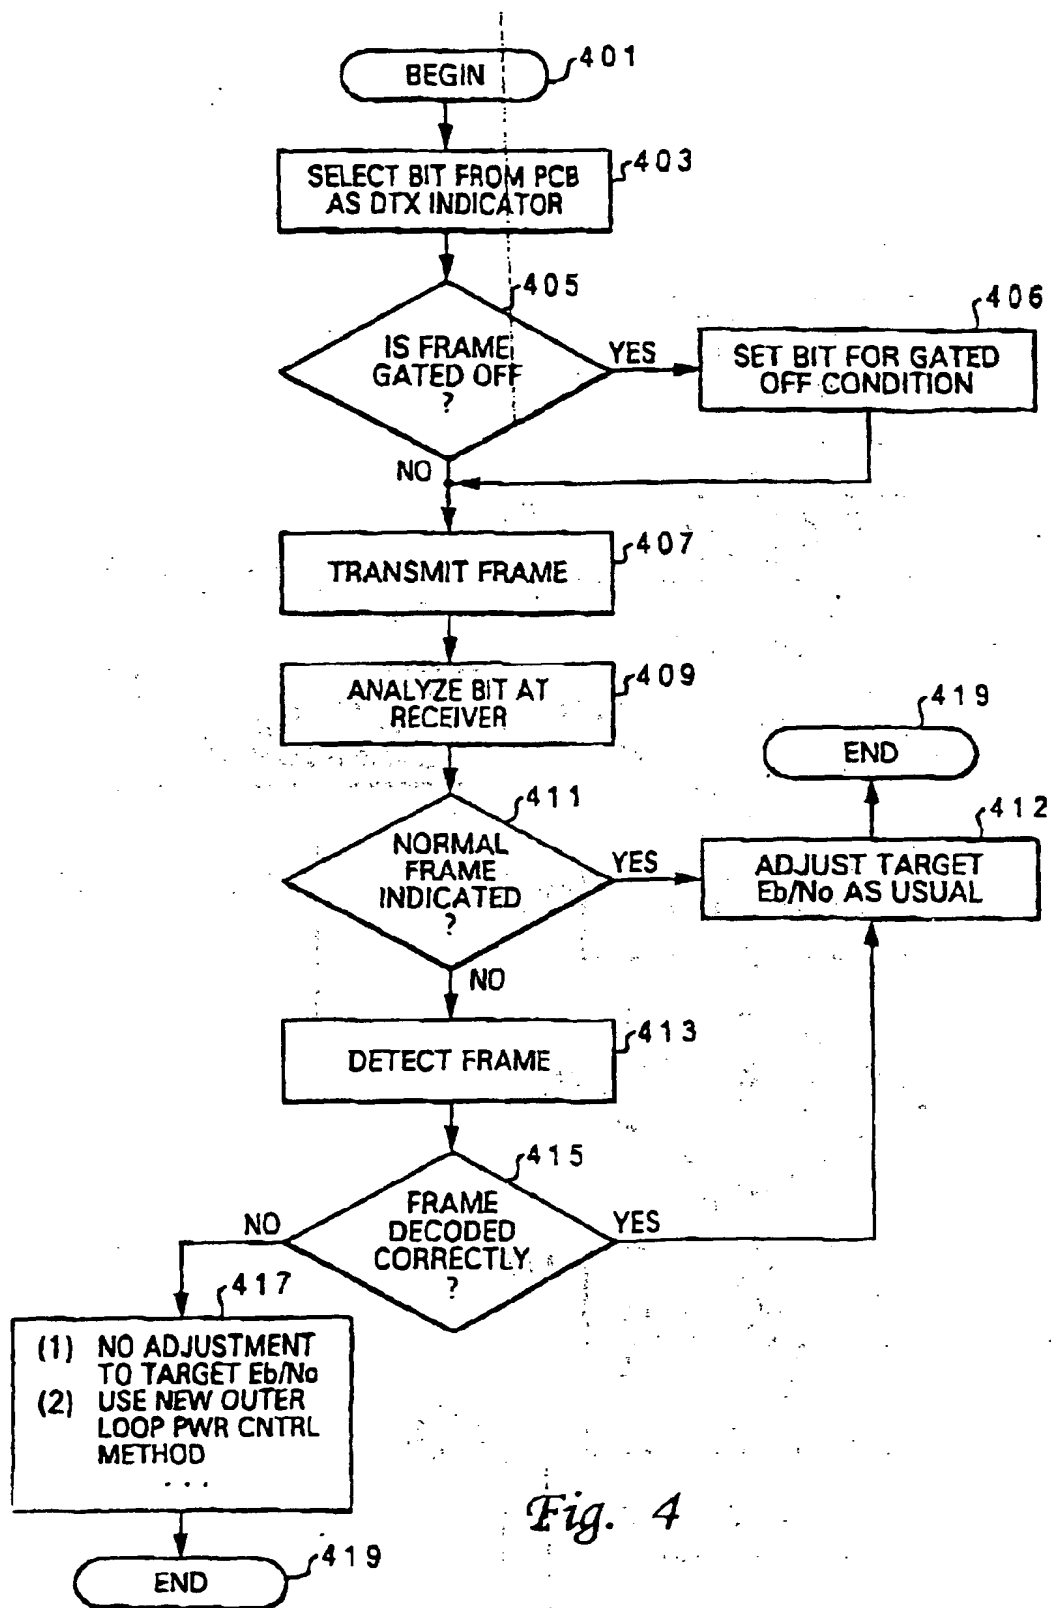 BEGIN
401
SELECT BIT FROM PCB
AS DTX INDICATOR
403
405
IS FRAME
GATED OFF
?
YES
406
SET BIT FOR GATED
OFF CONDITION
NO
407
TRANSMIT FRAME
409
ANALYZE BIT AT
RECEIVER
419
END
411
NORMAL
FRAME
INDICATED
?
YES
412
ADJUST TARGET
Eb/No AS USUAL
NO
413
DETECT FRAME
415
FRAME
DECODED
CORRECTLY
?
NO
YES
417
(1) NO ADJUSTMENT
TO TARGET Eb/No
(2) USE NEW OUTER
LOOP PWR CNTRL
METHOD
. . .
419
END
Fig. 4